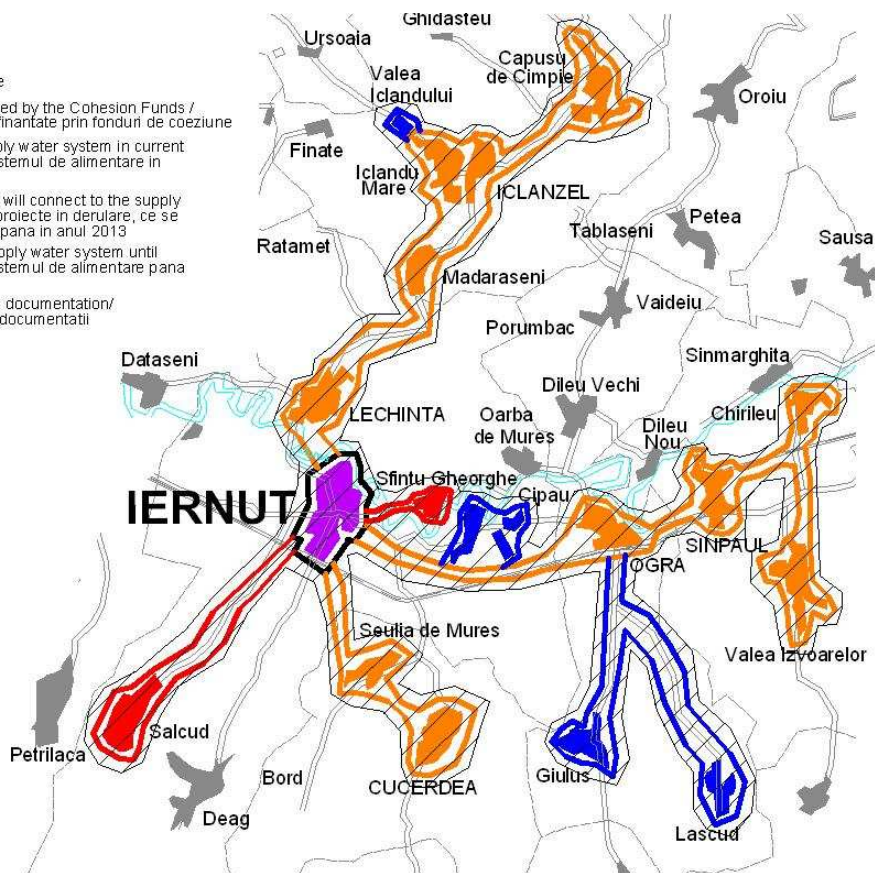 Ghidasteu
Ursoaia
Capusu
de Cimpie
Valea
Iclandului
e
ed by the Cohesion Funds /
finantate prin fonduri de coeziune
Oroiu
ply water system in current
stemul de alimentare in
Finate
Iclandu
Mare
ICLANZEL
will connect to the supply
proiecte in derulare, ce se
pana in anul 2013
Petea
Tablaseni
Sausa
Ratamet
pply water system until
stemul de alimentare pana
Madaraseni
documentation/
documentatii
Vaideiu
Porumbac
Dataseni
Sinmarghita
Dileu Vechi
LECHINTA
Oarba
de Mures
Chirileu
Dileu
Nou
Sfintu Gheorghe
Cipau
IERNUT
SINPAUL
OGRA
Seulia de Mures
Valea Izvoarelor
Salcud
Petrilaca
Bord
Giulus
CUCERDEA
Deag
Lascud